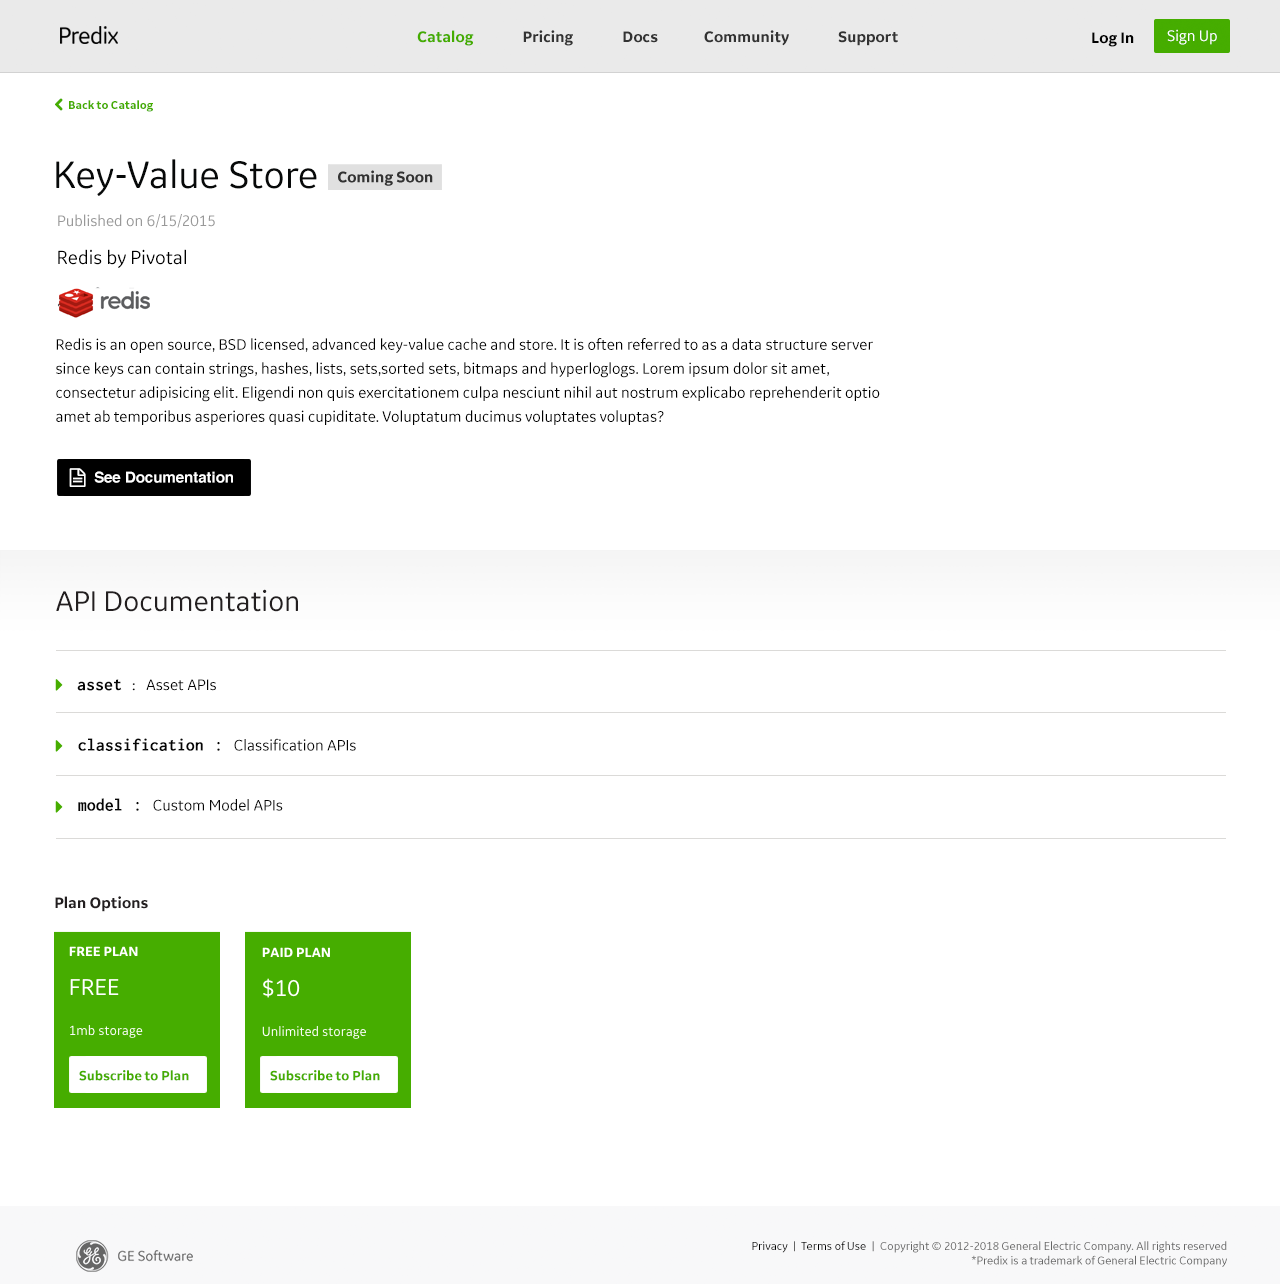 Predix
Catalog Pricing Docs Community Support
Log In Sign Up
Back to Catalog
Key-Value Store Coming Soon
Published on 6/15/2015
Redis by Pivotal
redis
Redis is an open source, BSD licensed, advanced key-value cache and store. It is often referred to as a data structure server
since keys can contain strings, hashes, lists, sets,sorted sets, bitmaps and hyperloglogs. Lorem ipsum dolor sit amet,
consectetur adipisicing elit. Eligendi non quis exercitationem culpa nesciunt nihil aut nostrum explicabo reprehenderit optio
amet ab temporibus asperiores quasi cupiditate. Voluptatum ducimus voluptates voluptas?
See Documentation
API Documentation
asset : Asset APIs
classification : Classification APIs
model : Custom Model APIs
Plan Options
FREE PLAN
FREE
1mb storage
Subscribe to Plan
PAID PLAN
$10
Unlimited storage
Subscribe to Plan
GE Software
Privacy | Terms of Use | Copyright © 2012-2018 General Electric Company. All rights reserved
*Predix is a trademark of General Electric Company